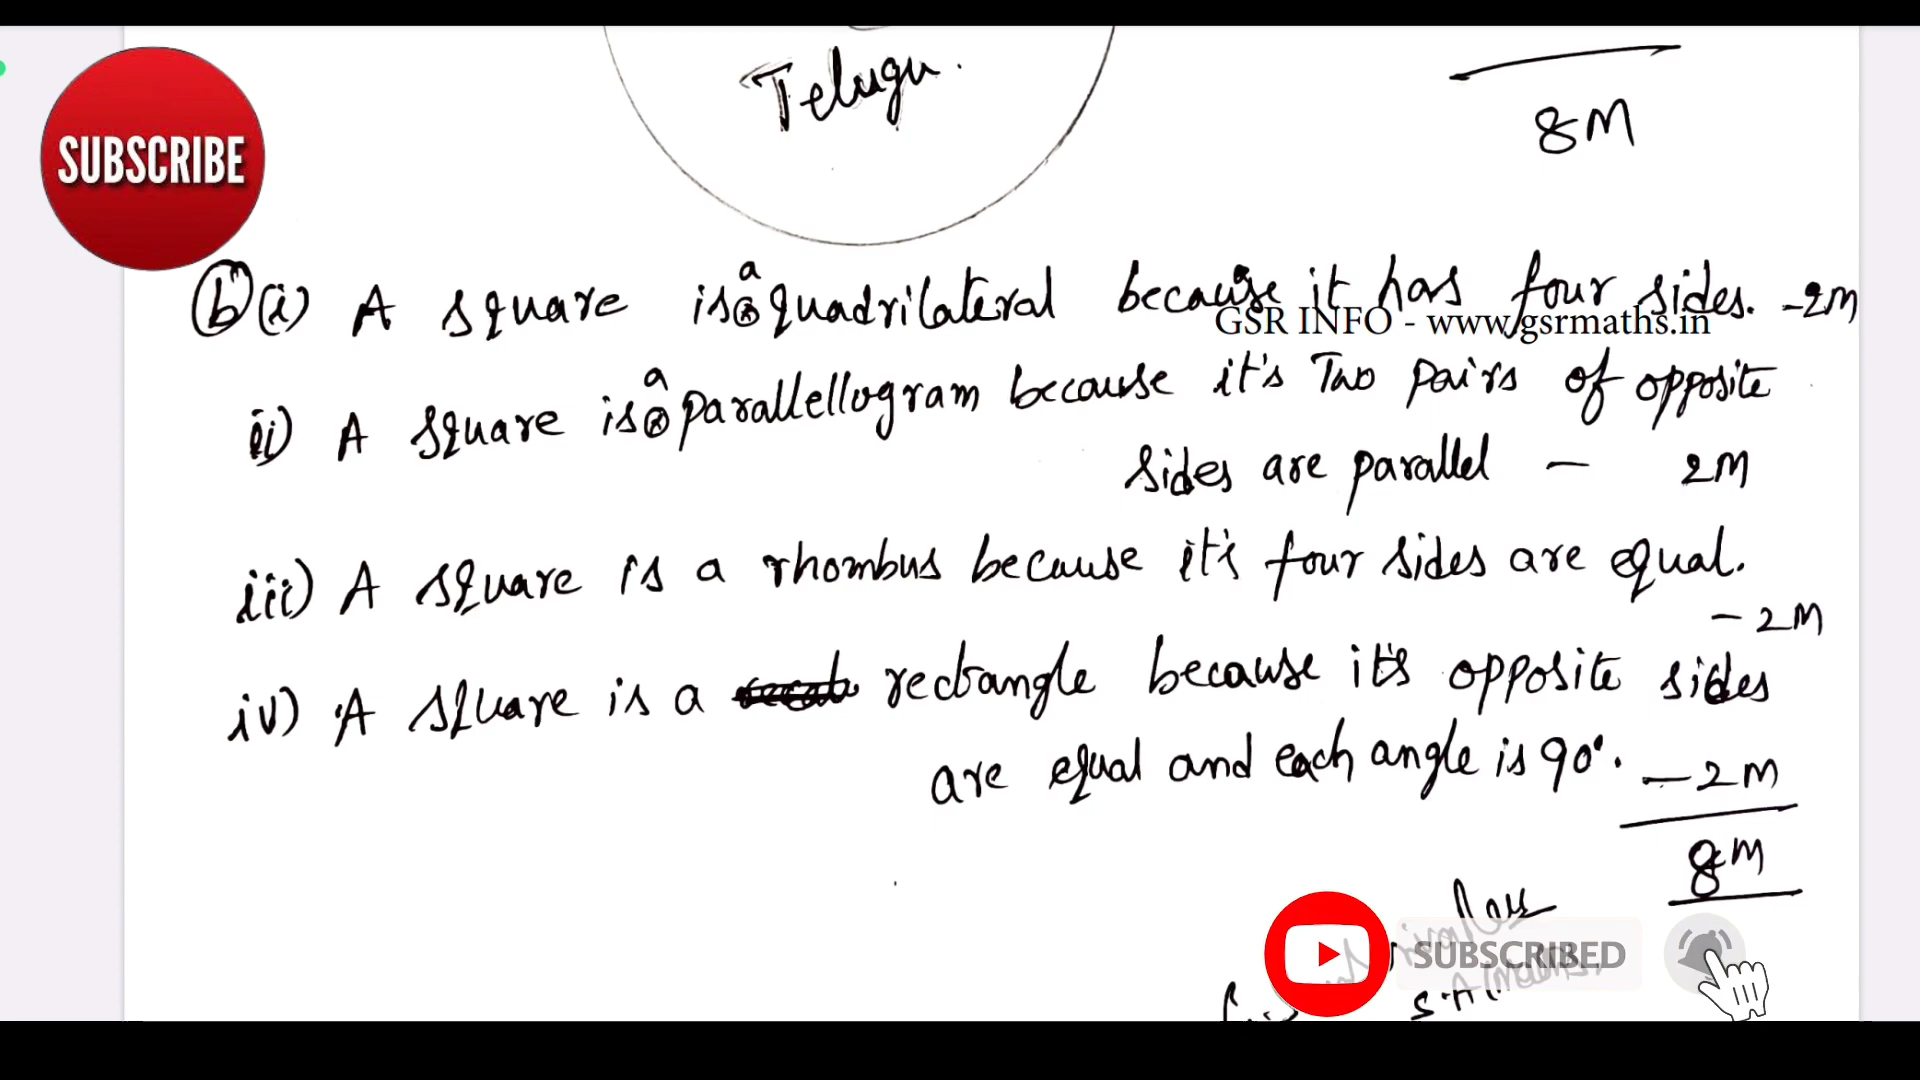 Telugu.
8M
SUBSCRIBE
b (i) A square is a quadrilateral because it has four sides. - 2M
GSR INFO - www.gsrmaths.in
ii) A square is a parallellogram because it's Two pairs of opposite
sides are parallel - 2M
iii) A square is a rhombus because it's four sides are equal.
- 2M
iv) A square is a rectangle because it's opposite sides
are equal and each angle is 90°. - 2M
8M
SUBSCRIBED